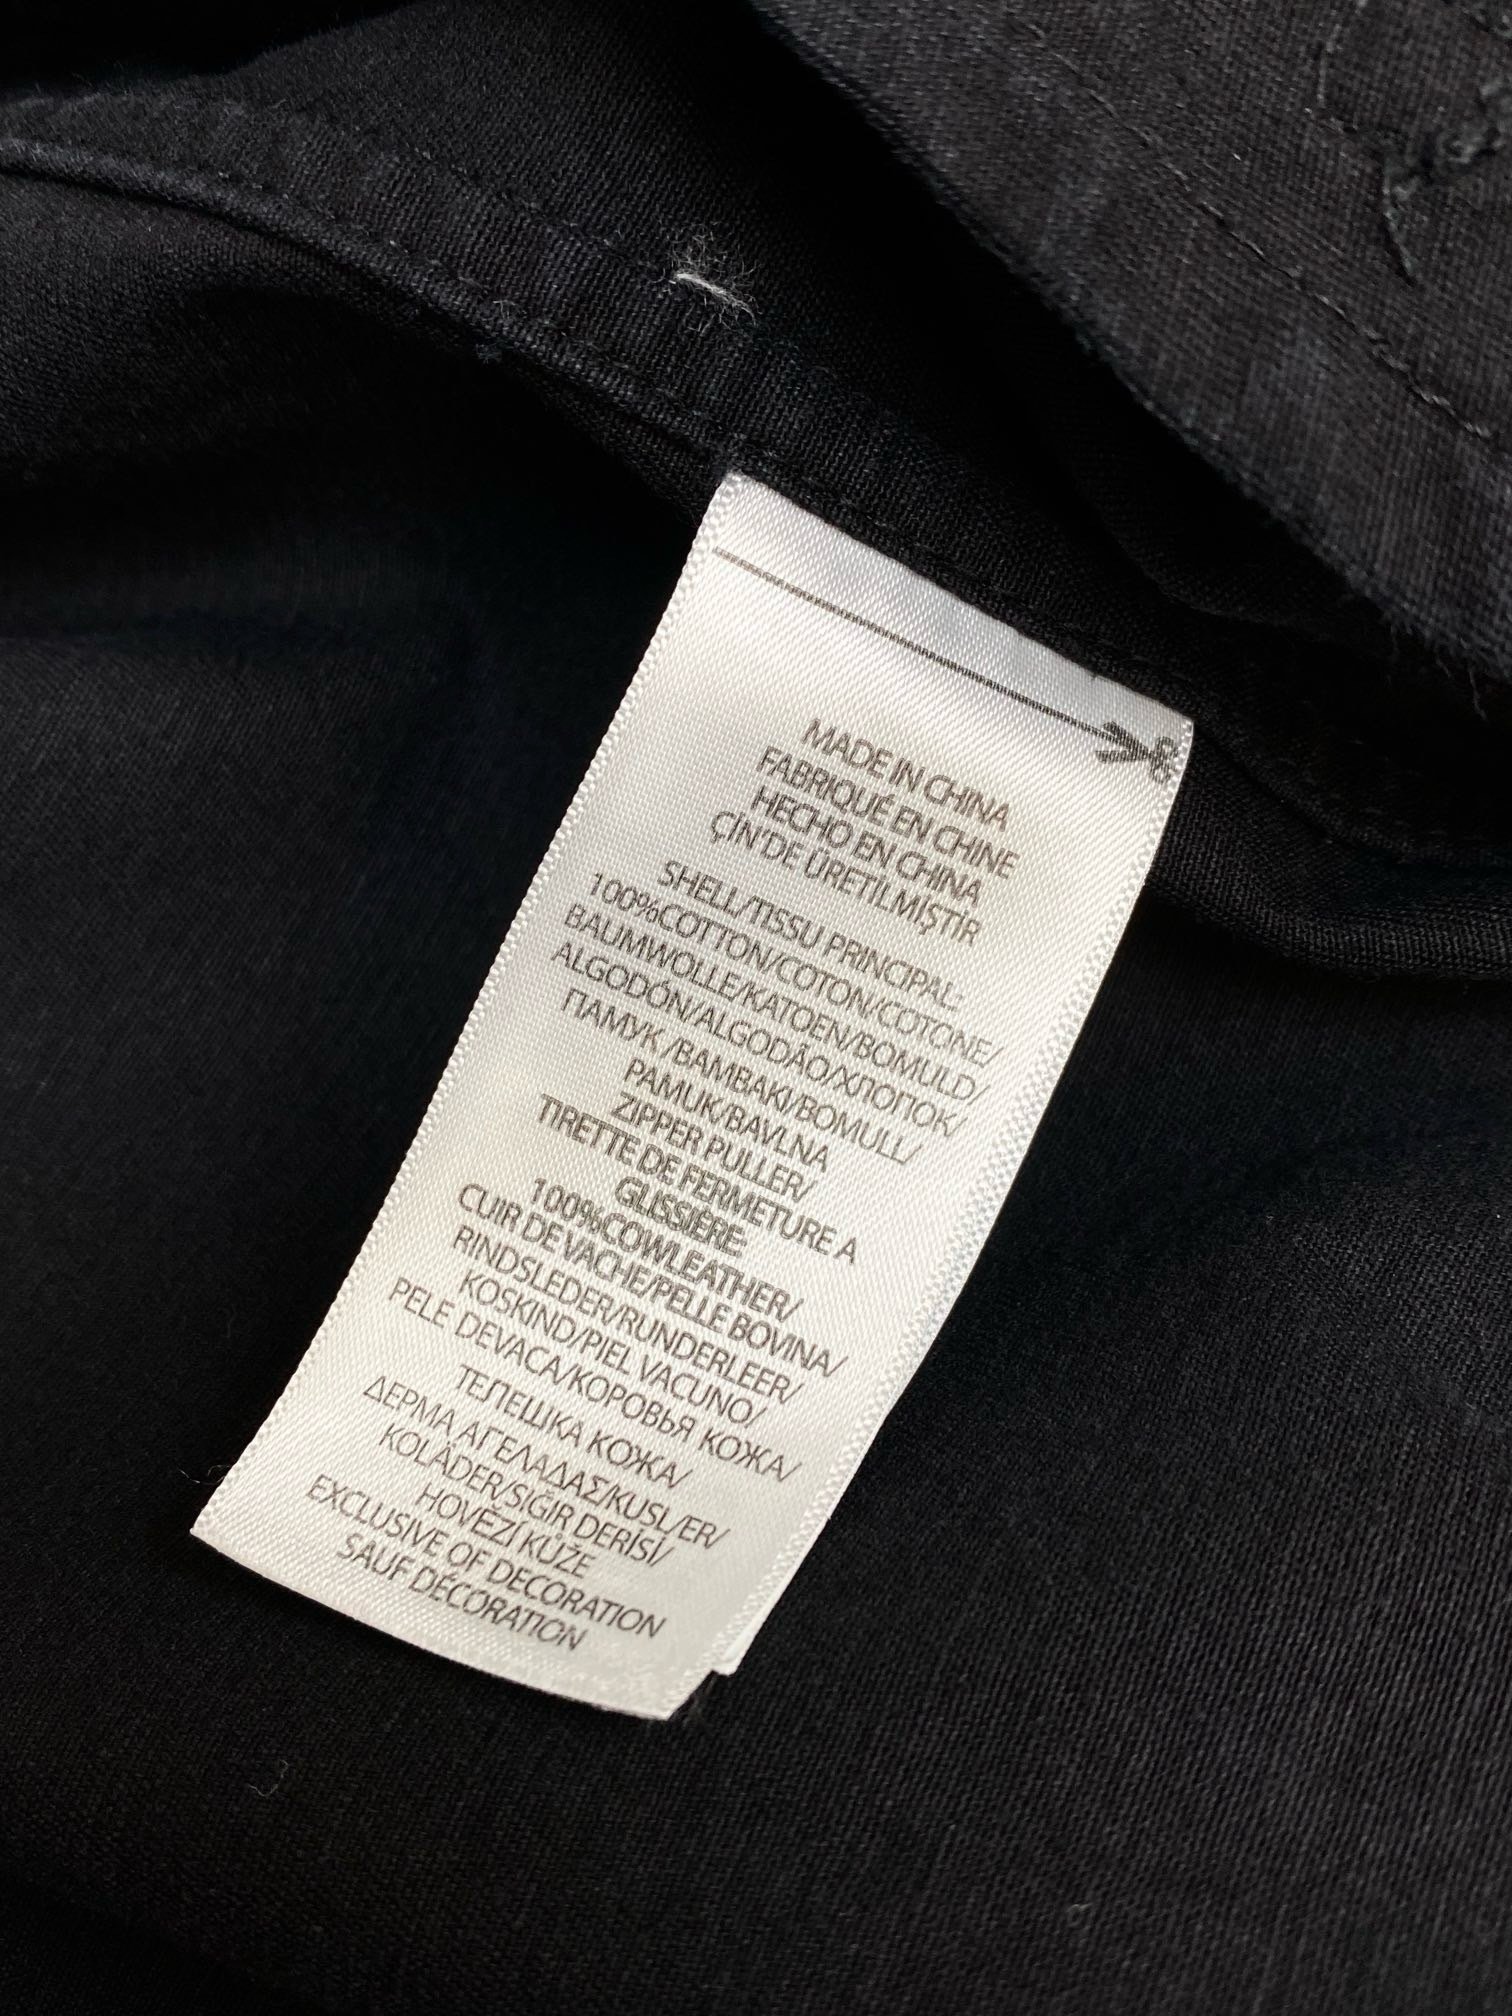 MADE IN CHINA
FABRIQUÉ EN CHINE
HECHO EN CHINA
ÇİN'DE ÜRETİLMİŞTİR
SHELL/TISSU PRINCIPAL:
100%COTTON/COTON/COTONE/
BAUMWOLLE/KATOEN/BOMULD/
ALGODÓN/ALGODÃO/ХЛОПОК/
ПАМУК/BAMBAKI/BOMULL/
PAMUK/BAVLNA
ZIPPER PULLER/
TIRETTE DE FERMETURE A
GLISSIÈRE:
100%COWLEATHER/
CUIR DE VACHE/PELLE BOVINA/
RINDSLEDER/RUNDERLEER/
KOSKIND/PIEL VACUNO/
PELE DEVACA/КОРОВЬЯ КОЖА/
ТЕЛЕШКА КОЖА/
ΔΕΡΜΑ ΑΓΕΛΑΔΑΣ/KUSL/ER/
KOLÄDER/SIĞIR DERİSİ/
HOVĚZÍ KŮŽE
EXCLUSIVE OF DECORATION
SAUF DÉCORATION